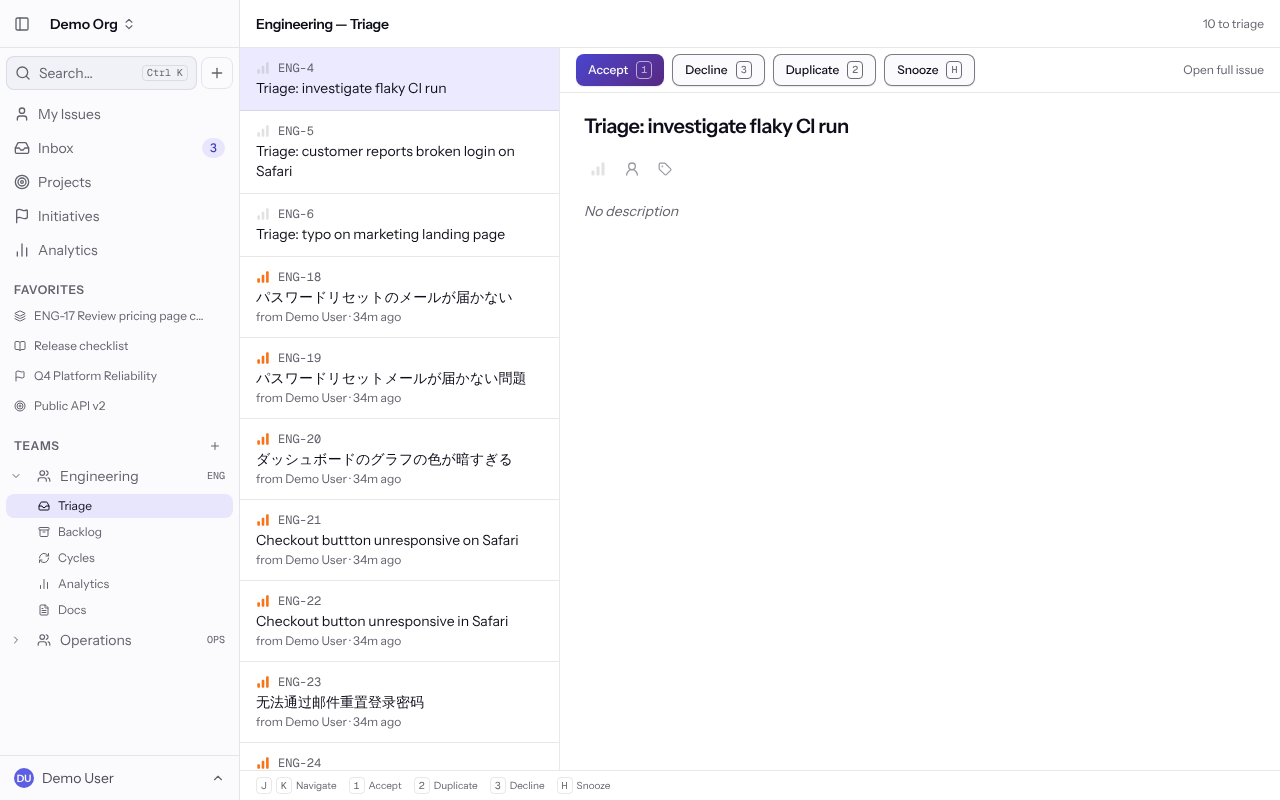 Demo Org
Search...
Ctrl K
My Issues
Inbox
3
Projects
Initiatives
Analytics
FAVORITES
ENG-17 Review pricing page c…
Release checklist
Q4 Platform Reliability
Public API v2
TEAMS
Engineering
ENG
Triage
Backlog
Cycles
Analytics
Docs
Operations
OPS
DU
Demo User
Engineering — Triage
10 to triage
ENG-4
Triage: investigate flaky CI run
ENG-5
Triage: customer reports broken login on
Safari
ENG-6
Triage: typo on marketing landing page
ENG-18
パスワードリセットのメールが届かない
from Demo User · 34m ago
ENG-19
パスワードリセットメールが届かない問題
from Demo User · 34m ago
ENG-20
ダッシュボードのグラフの色が暗すぎる
from Demo User · 34m ago
ENG-21
Checkout buttton unresponsive on Safari
from Demo User · 34m ago
ENG-22
Checkout button unresponsive in Safari
from Demo User · 34m ago
ENG-23
无法通过邮件重置登录密码
from Demo User · 34m ago
ENG-24
Accept 1
Decline 3
Duplicate 2
Snooze H
Open full issue
Triage: investigate flaky CI run
No description
J K Navigate 1 Accept 2 Duplicate 3 Decline H Snooze